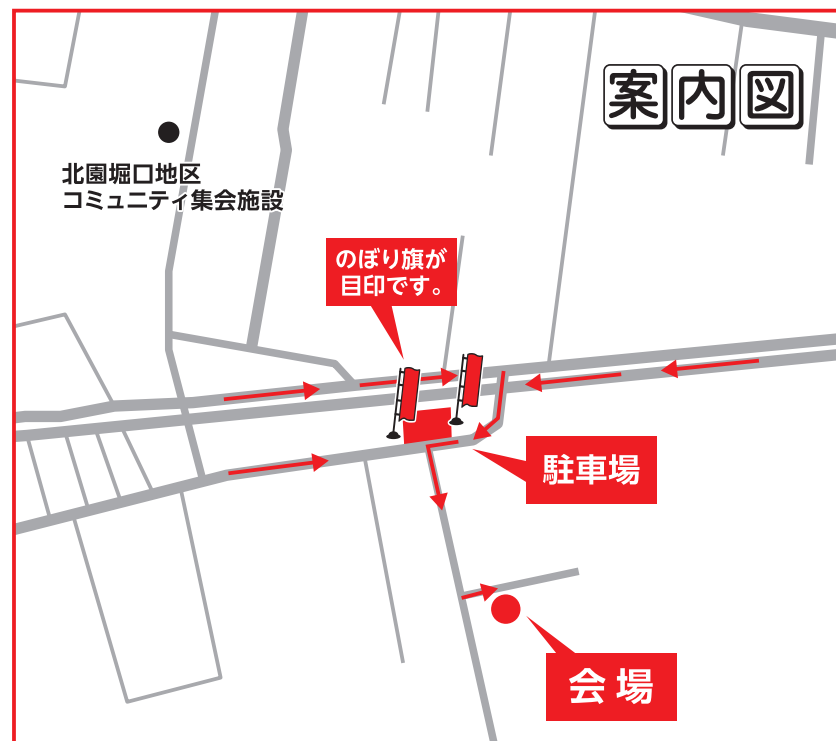 案内図
北園堀口地区
コミュニティ集会施設
のぼり旗が
目印です。
駐車場
会場